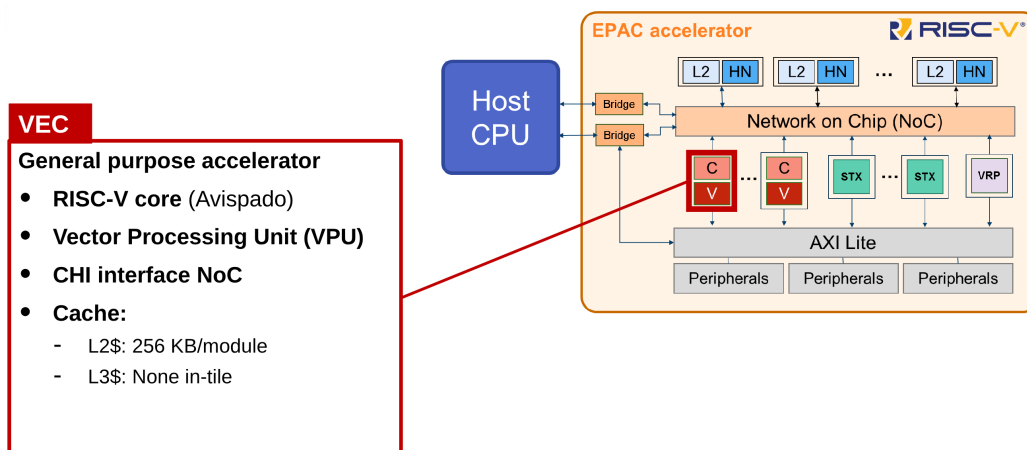 EPAC accelerator
RISC-V®
L2 HN L2 HN ... L2 HN
Host
CPU
Bridge
Bridge
Network on Chip (NoC)
C ... C STX ... STX VRP
V V
AXI Lite
Peripherals Peripherals Peripherals
VEC
General purpose accelerator
● RISC-V core (Avispado)
● Vector Processing Unit (VPU)
● CHI interface NoC
● Cache:
- L2$: 256 KB/module
- L3$: None in-tile